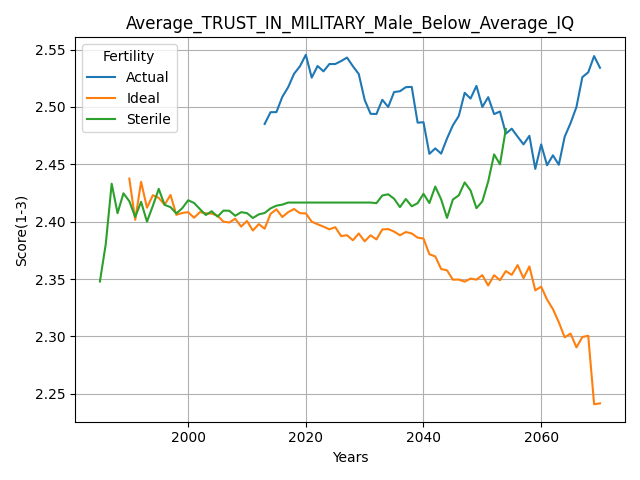 Average_TRUST_IN_MILITARY_Male_Below_Average_IQ
Fertility
Actual
Ideal
Sterile
Score(1-3)
2.55
2.50
2.45
2.40
2.35
2.30
2.25
2000
2020
2040
2060
Years